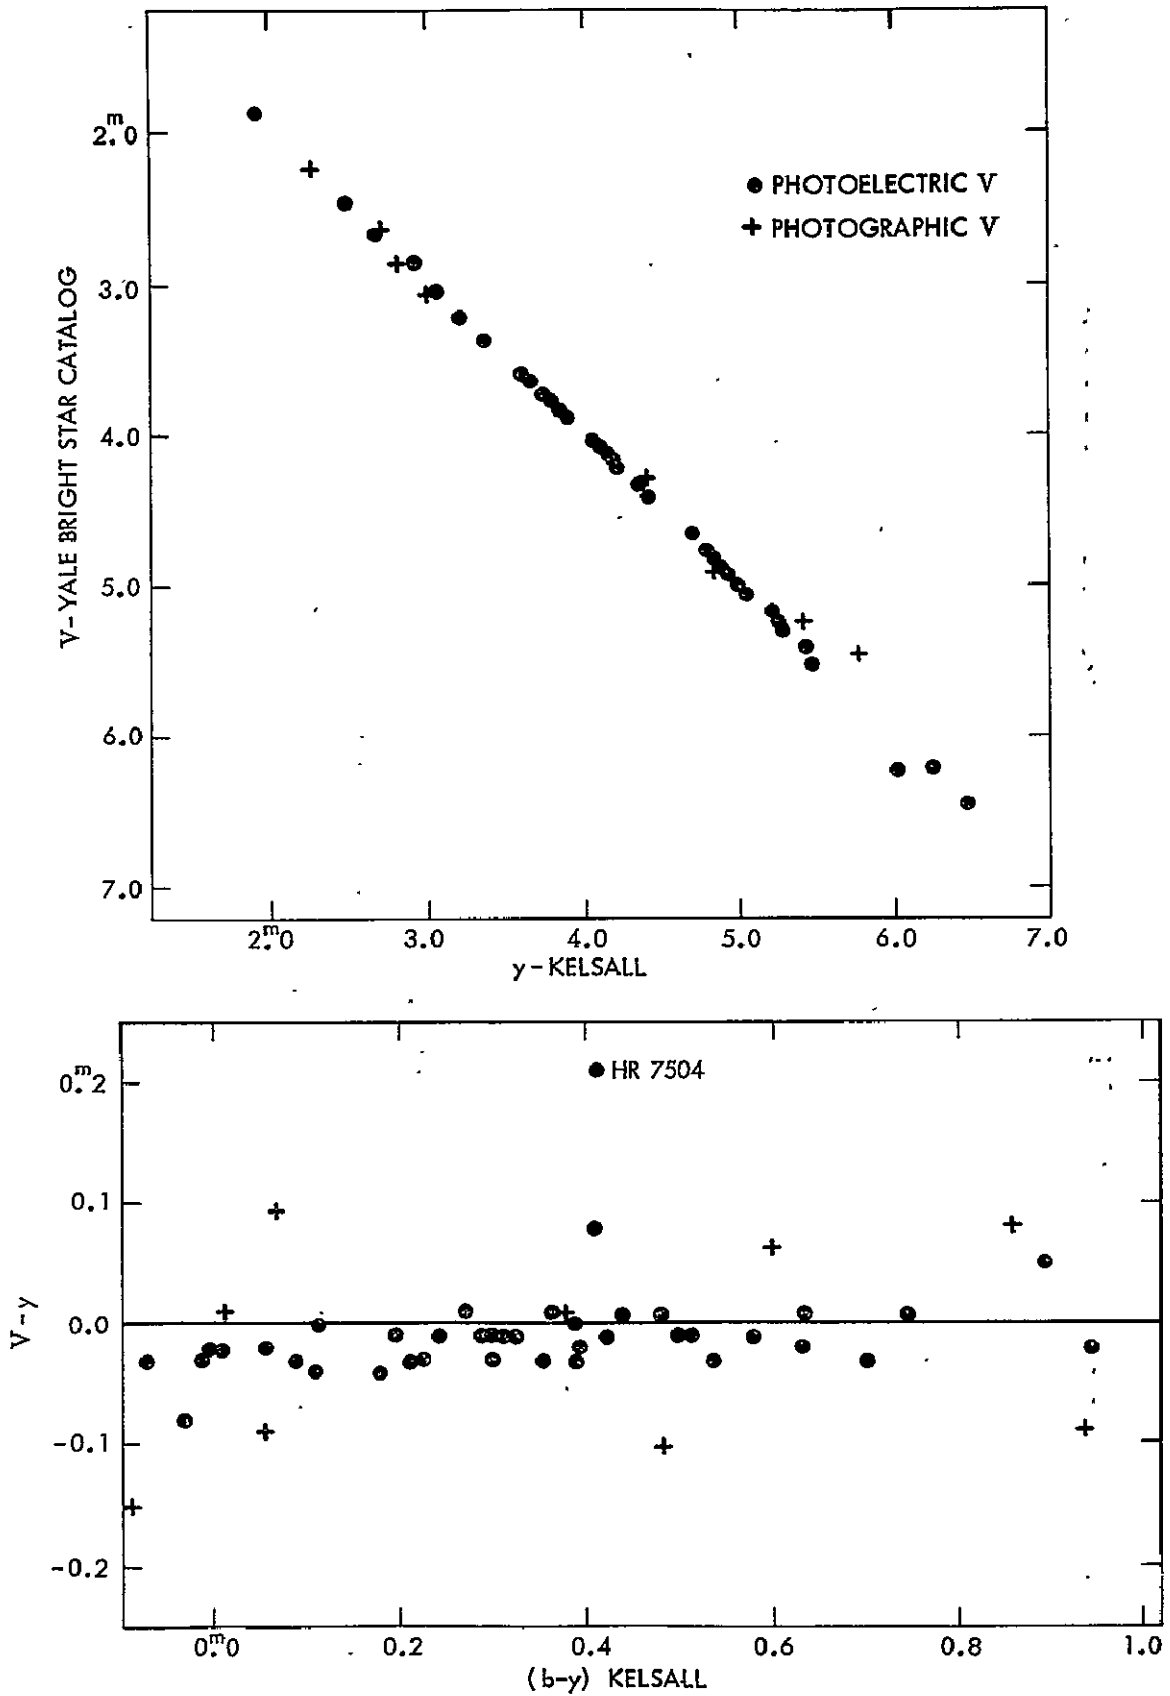 2.0m
PHOTOELECTRIC V
PHOTOGRAPHIC V
3.0
4.0
5.0
6.0
7.0
V-YALE BRIGHT STAR CATALOG
2.0m 3.0 4.0 5.0 6.0 7.0
y-KELSALL
HR 7504
0.2m
0.1
0.0
-0.1
-0.2
V-y
0.0m 0.2 0.4 0.6 0.8 1.0
(b-y) KELSALL